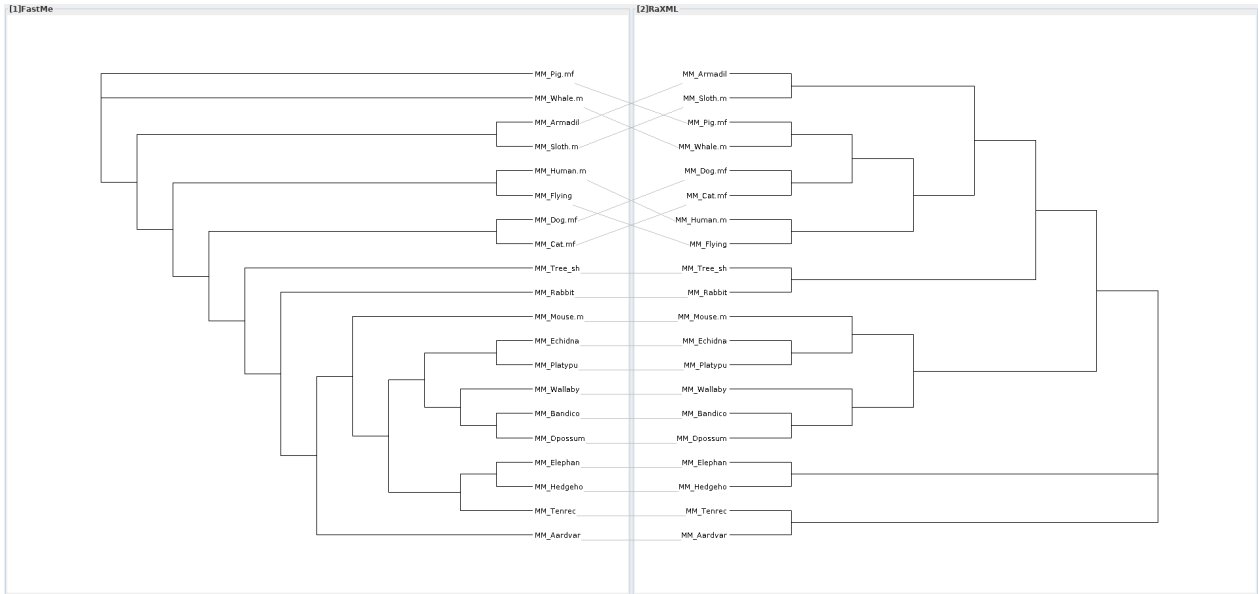 [1]FastMe
MM_Pig.mf
MM_Whale.m
MM_Armadil
MM_Sloth.m
MM_Human.m
MM_Flying
MM_Dog.mf
MM_Cat.mf
MM_Tree_sh
MM_Rabbit
MM_Mouse.m
MM_Echidna
MM_Platypu
MM_Wallaby
MM_Bandico
MM_Opossum
MM_Elephan
MM_Hedgeho
MM_Tenrec
MM_Aardvar
[2]RaXML
MM_Armadil
MM_Sloth.m
MM_Pig.mf
MM_Whale.m
MM_Dog.mf
MM_Cat.mf
MM_Human.m
MM_Flying
MM_Tree_sh
MM_Rabbit
MM_Mouse.m
MM_Echidna
MM_Platypu
MM_Wallaby
MM_Bandico
MM_Opossum
MM_Elephan
MM_Hedgeho
MM_Tenrec
MM_Aardvar